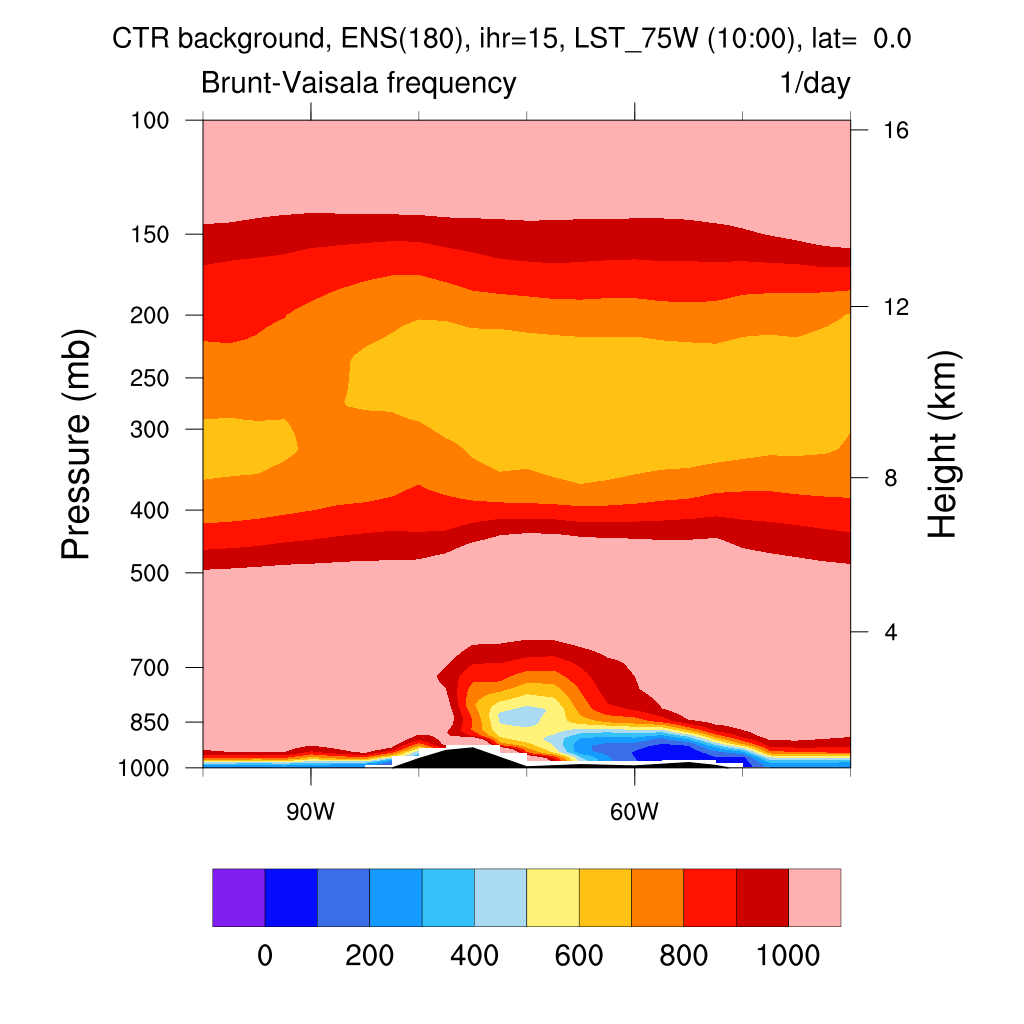 CTR background, ENS(180), ihr=15, LST_75W (10:00), lat=  0.0
Brunt-Vaisala frequency 1/day
100
150
200
250
300
400
500
700
850
1000
Pressure (mb)
16
12
8
4
Height (km)
90W 60W
0 200 400 600 800 1000